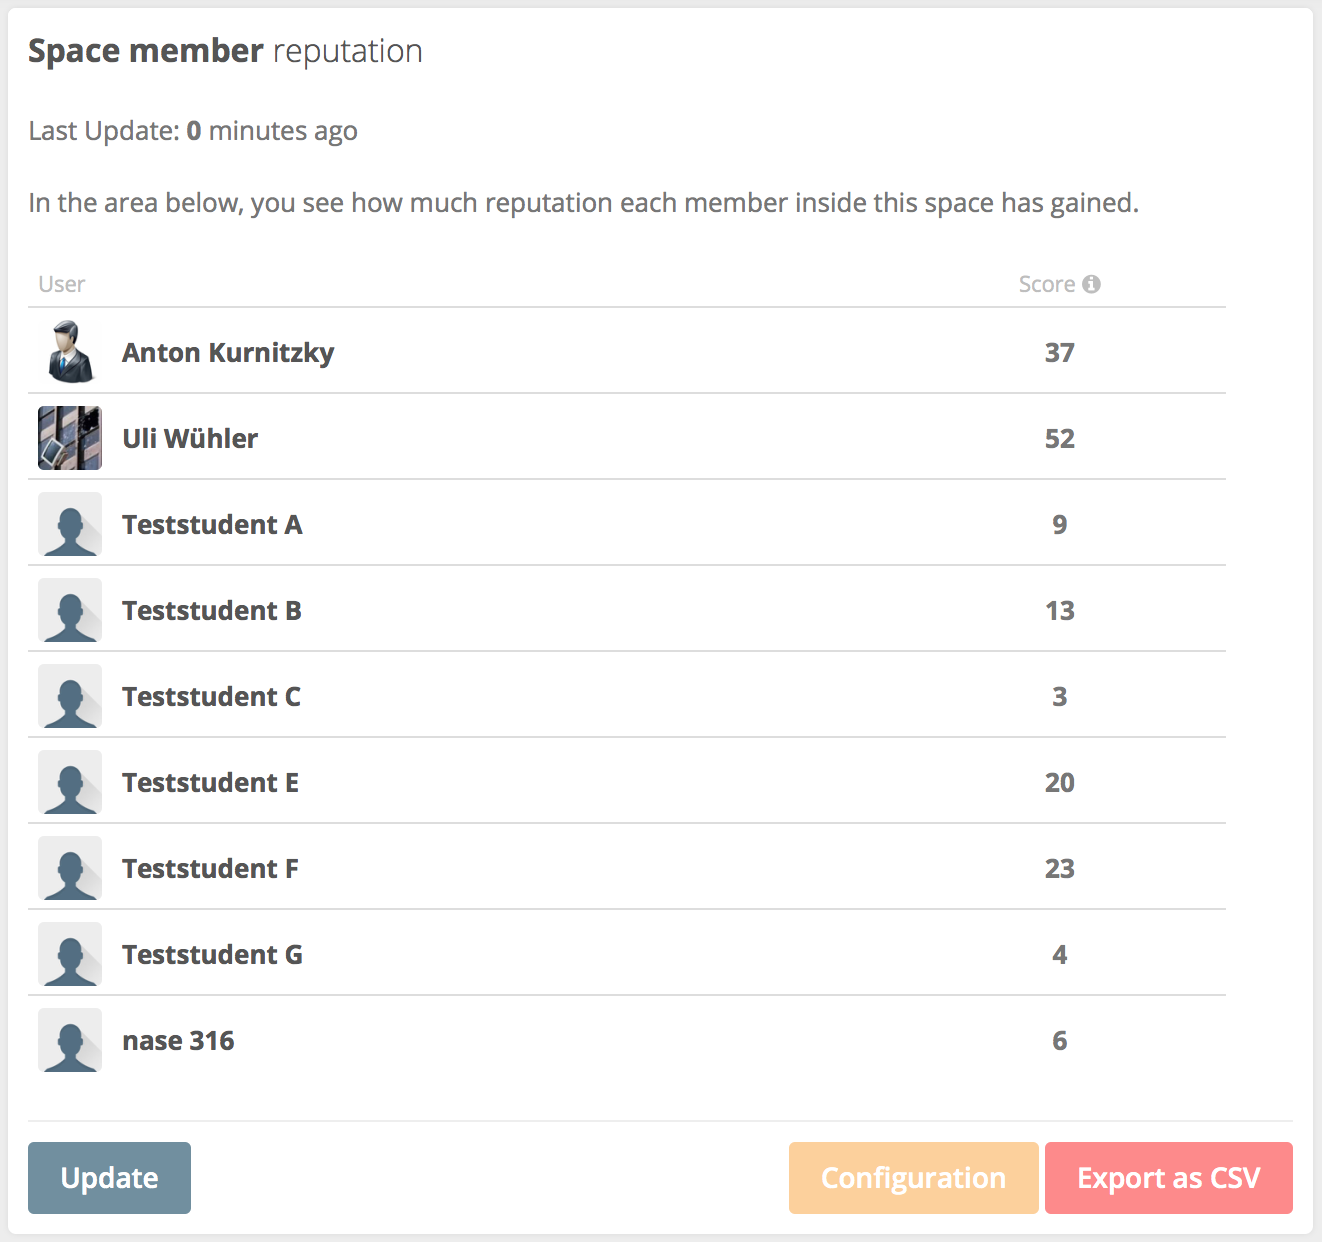 Space member reputation
Last Update: 0 minutes ago
In the area below, you see how much reputation each member inside this space has gained.
User Score
Anton Kurnitzky 37
Uli Wühler 52
Teststudent A 9
Teststudent B 13
Teststudent C 3
Teststudent E 20
Teststudent F 23
Teststudent G 4
nase 316 6
Update Configuration Export as CSV